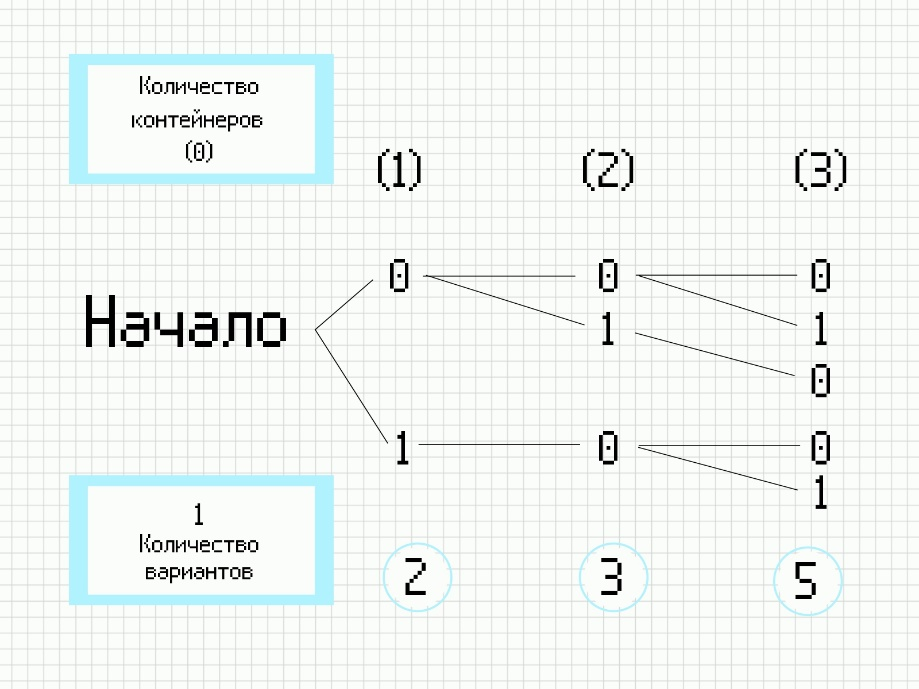 Количество
контейнеров
(0)
(1) (2) (3)
0 0 0
Начало
1 1
0
1 0 0
1
1
Количество
вариантов
2 3 5